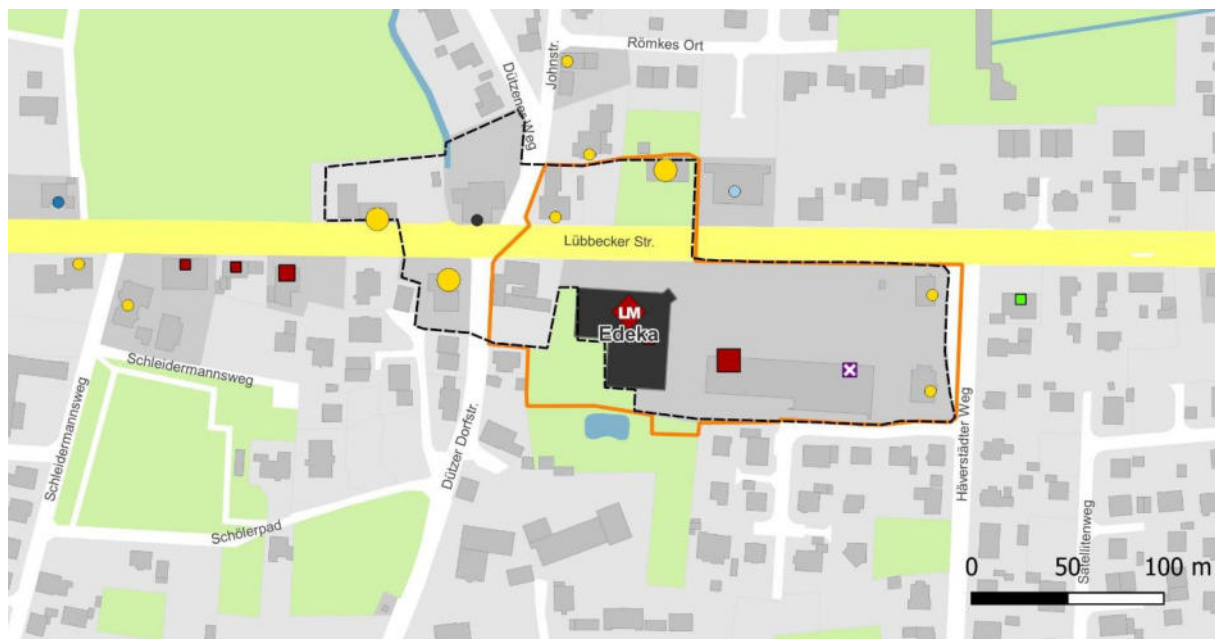 Römkes Ort
Johnstr.
Dützener Weg
Lübbecker Str.
LM
Edeka
Schleidermannsweg
Schleidermannsweg
Dützer Dorfstr.
Häverstädter Weg
Schölerpad
Satellitenweg
0 50 100 m